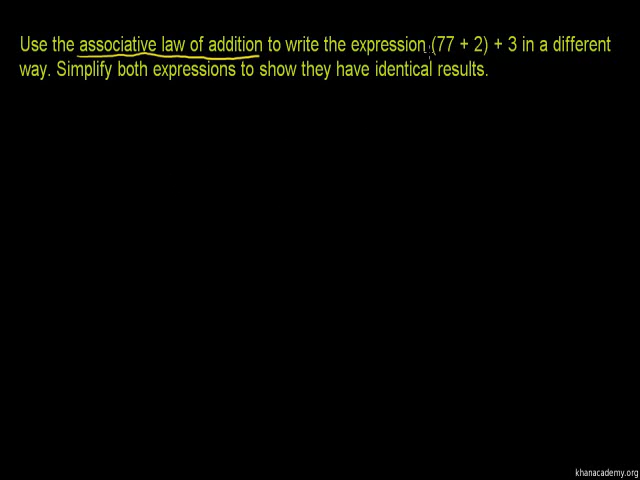 Use the associative law of addition to write the expression (77 + 2) + 3 in a different
way. Simplify both expressions to show they have identical results.
khanacademy.org